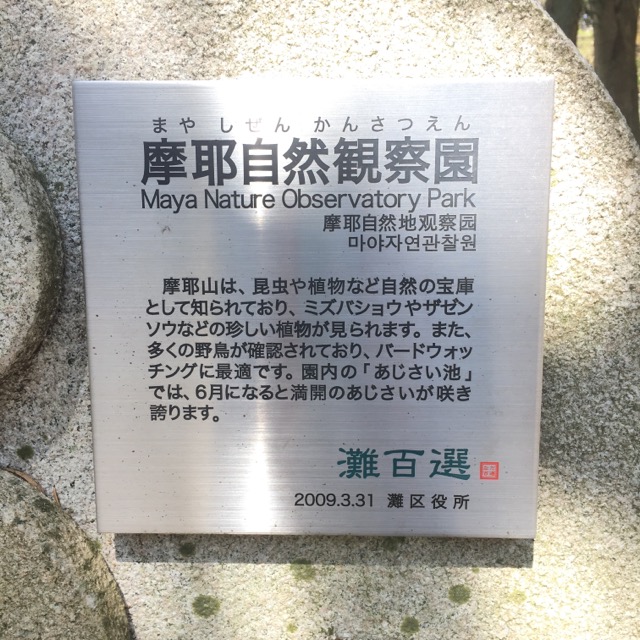 まや しぜん かんさつえん
摩耶自然観察園
Maya Nature Observatory Park
摩耶自然地观察园
마야자연관찰원
摩耶山は、昆虫や植物など自然の宝庫
として知られており、ミズバショウやザゼン
ソウなどの珍しい植物が見られます。また、
多くの野鳥が確認されており、バードウォッ
チングに最適です。園内の「あじさい池」
では、6月になると満開のあじさいが咲き
誇ります。
灘百選
2009.3.31 灘区役所